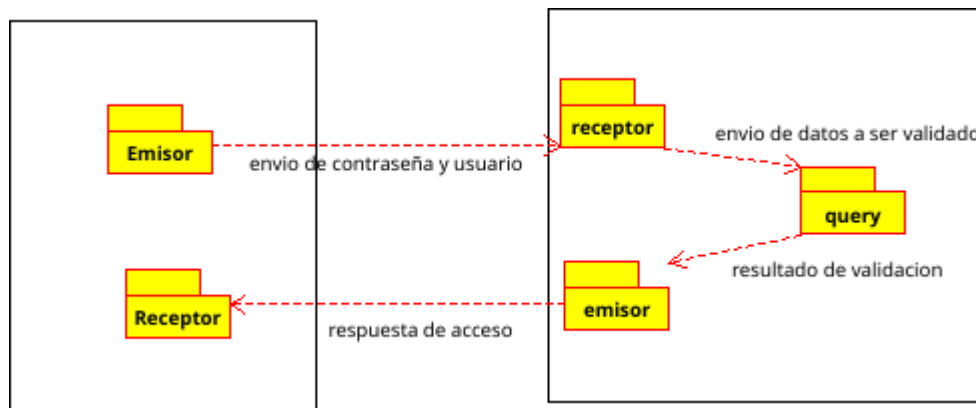 Emisor
envio de contraseña y usuario
receptor
envio de datos a ser validado
query
resultado de validacion
emisor
respuesta de acceso
Receptor